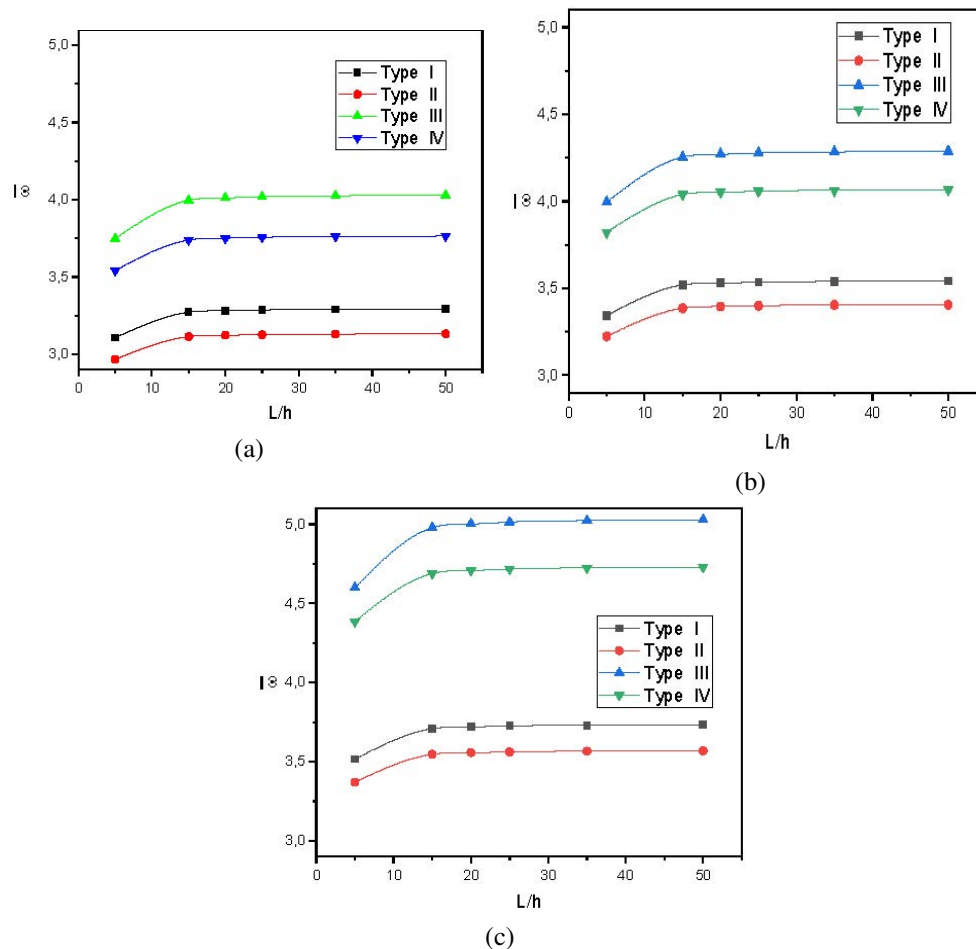 5,0
4,5
4,0
3,5
3,0
ω̅
Type I
Type II
Type III
Type IV
0 10 20 30 40 50
L/h
(a)
5,0
4,5
4,0
3,5
3,0
ω̅
Type I
Type II
Type III
Type IV
0 10 20 30 40 50
L/h
(b)
5,0
4,5
4,0
3,5
3,0
ω̅
Type I
Type II
Type III
Type IV
0 10 20 30 40 50
L/h
(c)